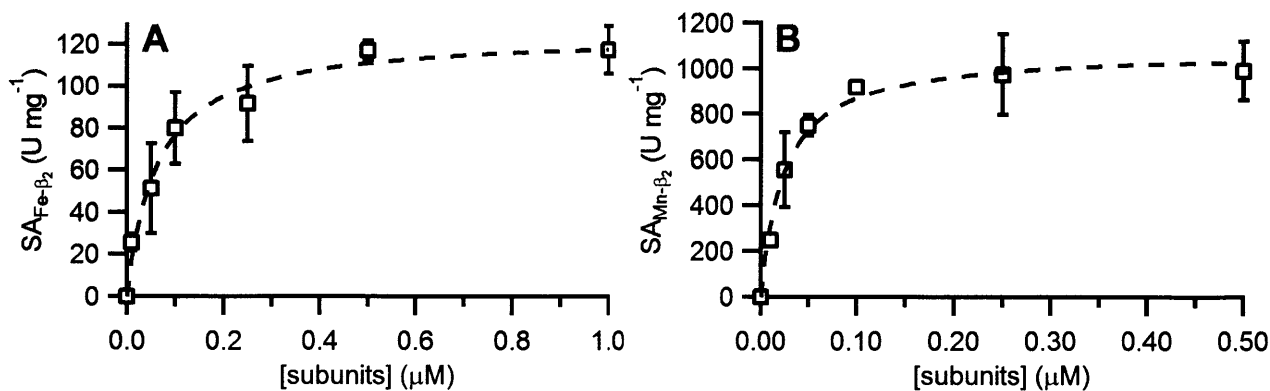 A
SA_Fe-β₂ (U mg⁻¹)
120
100
80
60
40
20
0
0.0 0.2 0.4 0.6 0.8 1.0
[subunits] (μM)
B
SA_Mn-β₂ (U mg⁻¹)
1200
1000
800
600
400
200
0
0.00 0.10 0.20 0.30 0.40 0.50
[subunits] (μM)